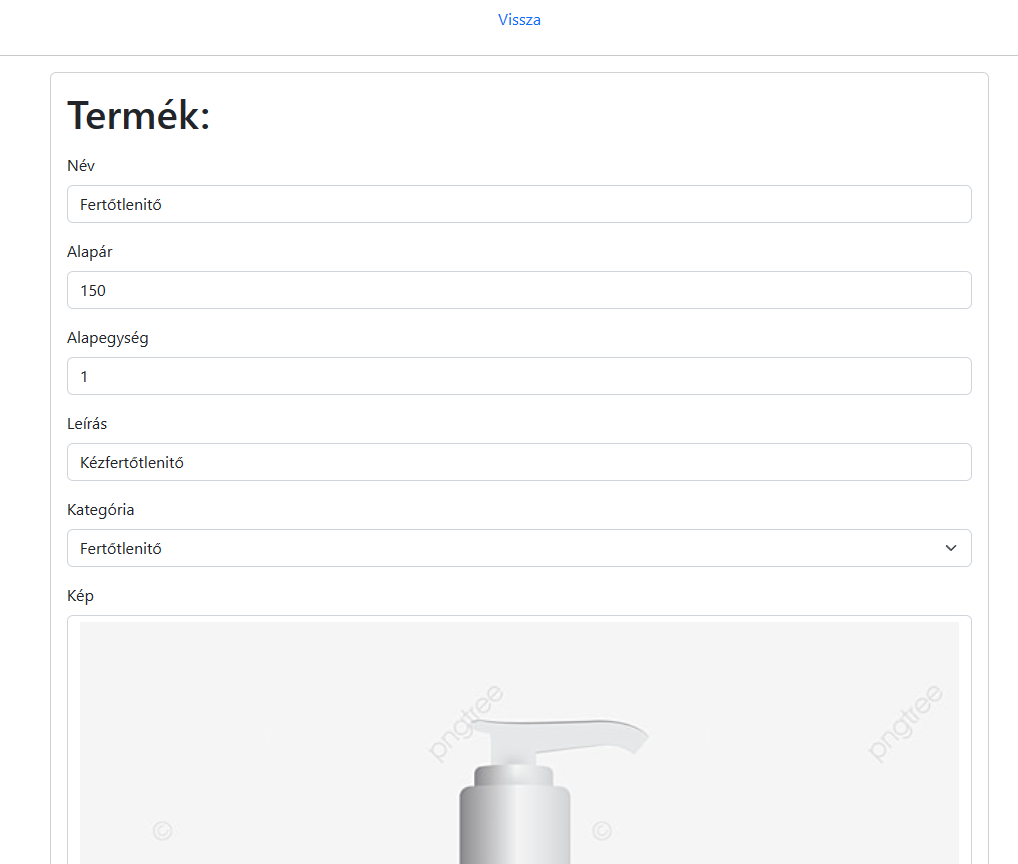 Vissza
Termék:
Név
Fertőtlenitő
Alapár
150
Alapegység
1
Leírás
Kézfertőtlenitő
Kategória
Fertőtlenitő
Kép
pngtree
pngtree
©
©